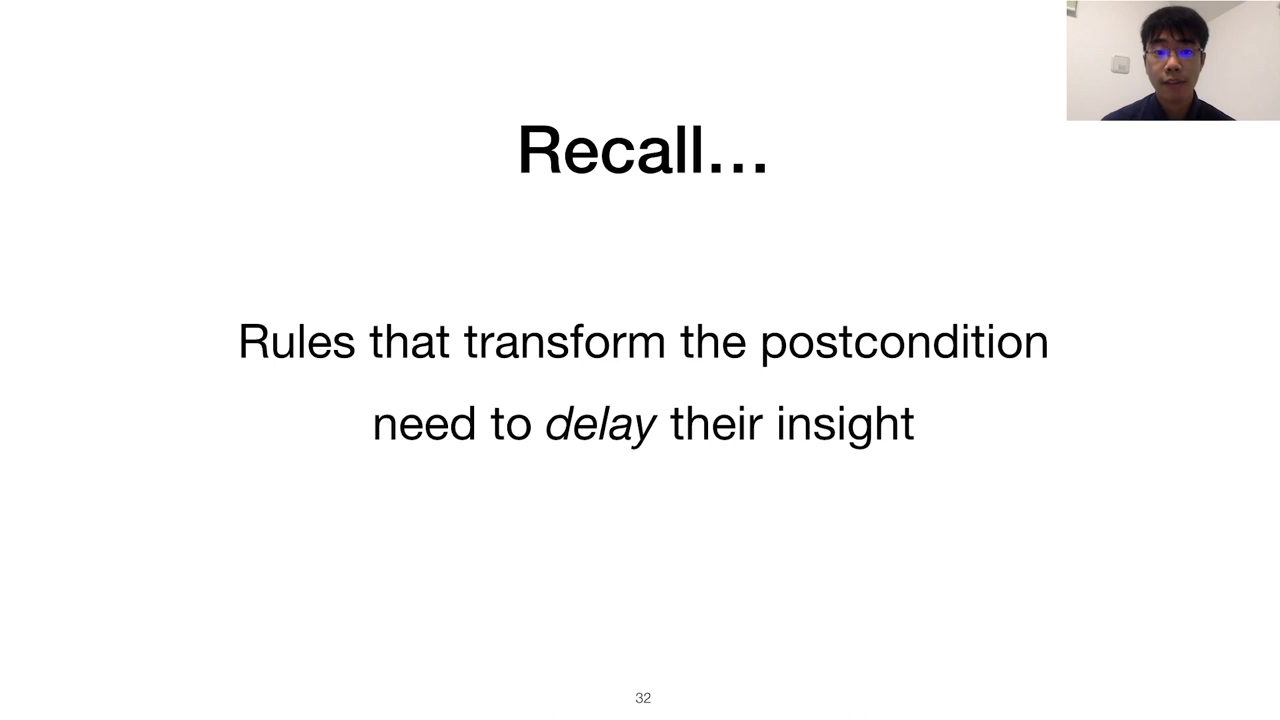 Recall…
Rules that transform the postcondition
need to delay their insight
32